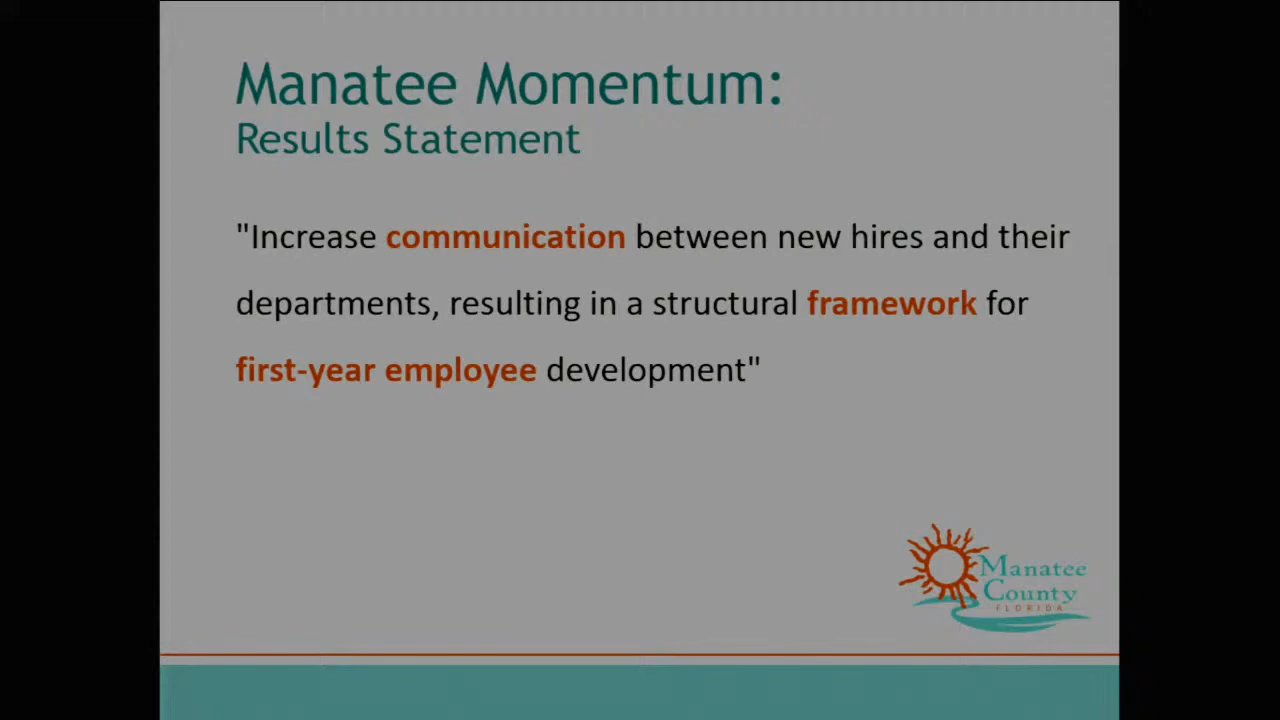 Manatee Momentum:
Results Statement
"Increase communication between new hires and their
departments, resulting in a structural framework for
first-year employee development"
Manatee
County
FLORIDA